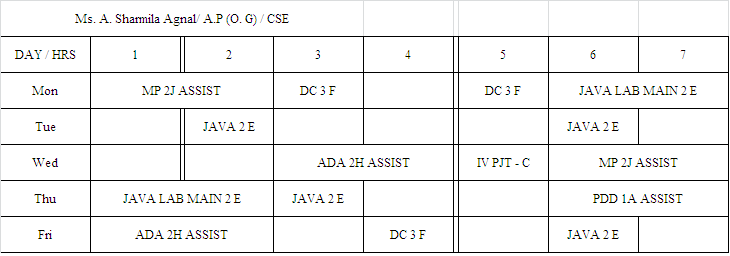 Ms. A. Sharmila Agnal/ A.P (O. G) / CSE
DAY / HRS 1 2 3 4 5 6 7
Mon MP 2J ASSIST DC 3 F DC 3 F JAVA LAB MAIN 2 E
Tue JAVA 2 E JAVA 2 E
Wed ADA 2H ASSIST IV PJT - C MP 2J ASSIST
Thu JAVA LAB MAIN 2 E JAVA 2 E PDD 1A ASSIST
Fri ADA 2H ASSIST DC 3 F JAVA 2 E